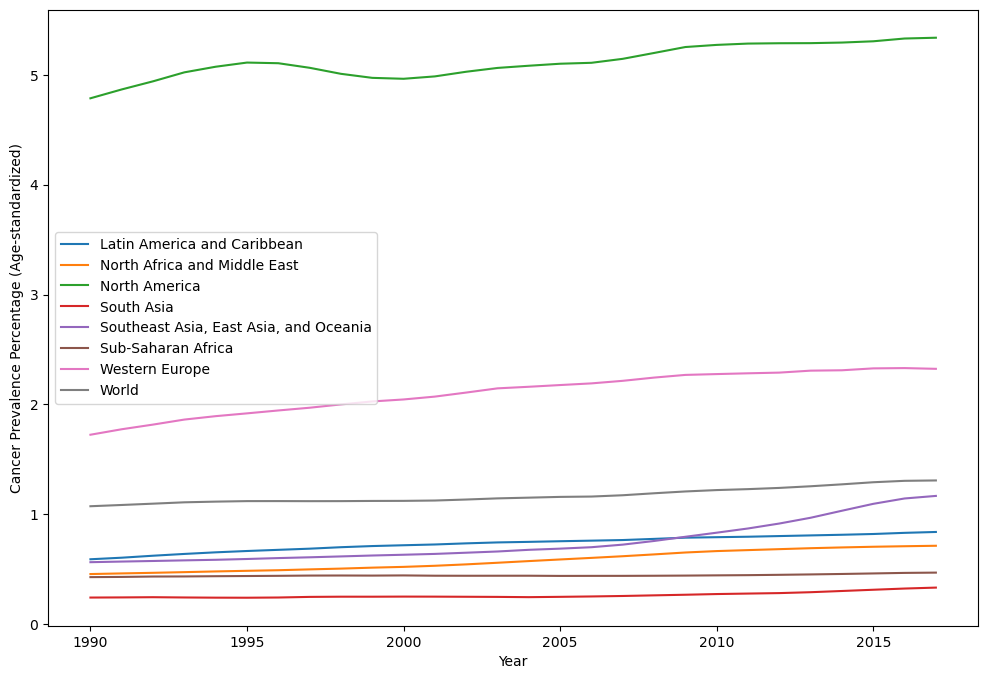 Cancer Prevalence Percentage (Age-standardized)
5
4
3
2
1
0
Latin America and Caribbean
North Africa and Middle East
North America
South Asia
Southeast Asia, East Asia, and Oceania
Sub-Saharan Africa
Western Europe
World
1990
1995
2000
2005
2010
2015
Year